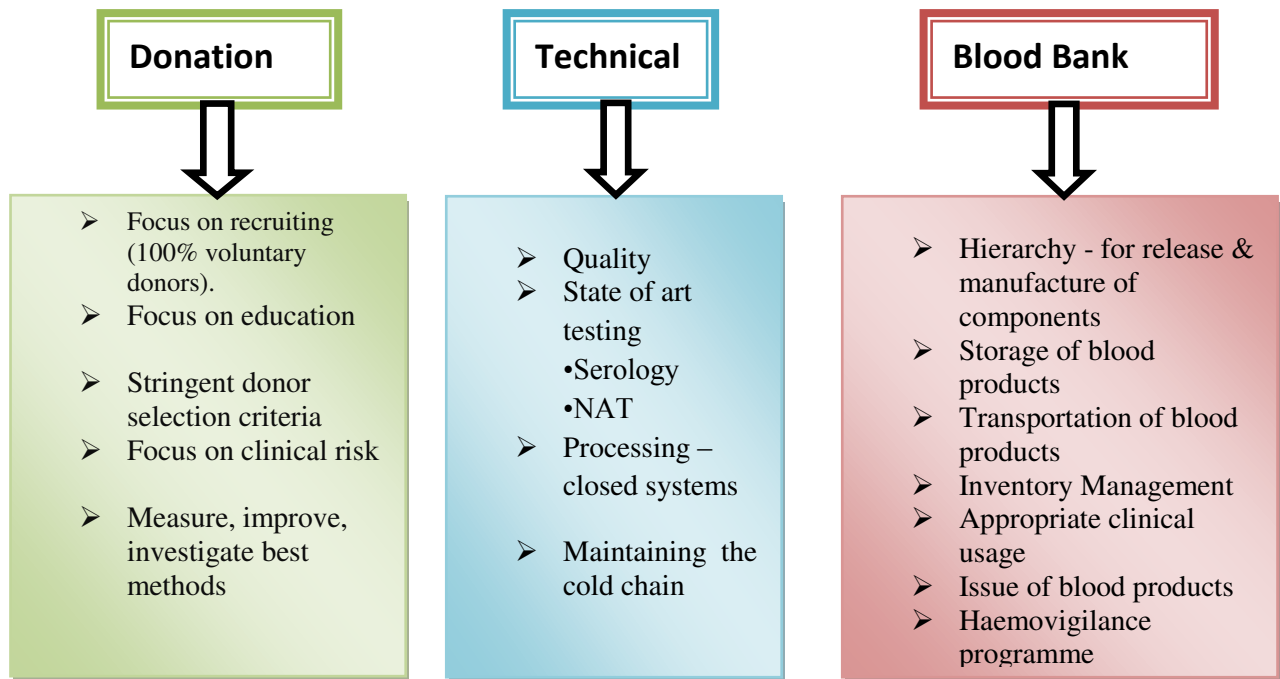 Donation
➢ Focus on recruiting
(100% voluntary
donors).
➢ Focus on education
➢ Stringent donor
selection criteria
➢ Focus on clinical risk
➢ Measure, improve,
investigate best
methods
Technical
➢ Quality
➢ State of art
testing
•Serology
•NAT
➢ Processing –
closed systems
➢ Maintaining the
cold chain
Blood Bank
➢ Hierarchy - for release &
manufacture of
components
➢ Storage of blood
products
➢ Transportation of blood
products
➢ Inventory Management
➢ Appropriate clinical
usage
➢ Issue of blood products
➢ Haemovigilance
programme